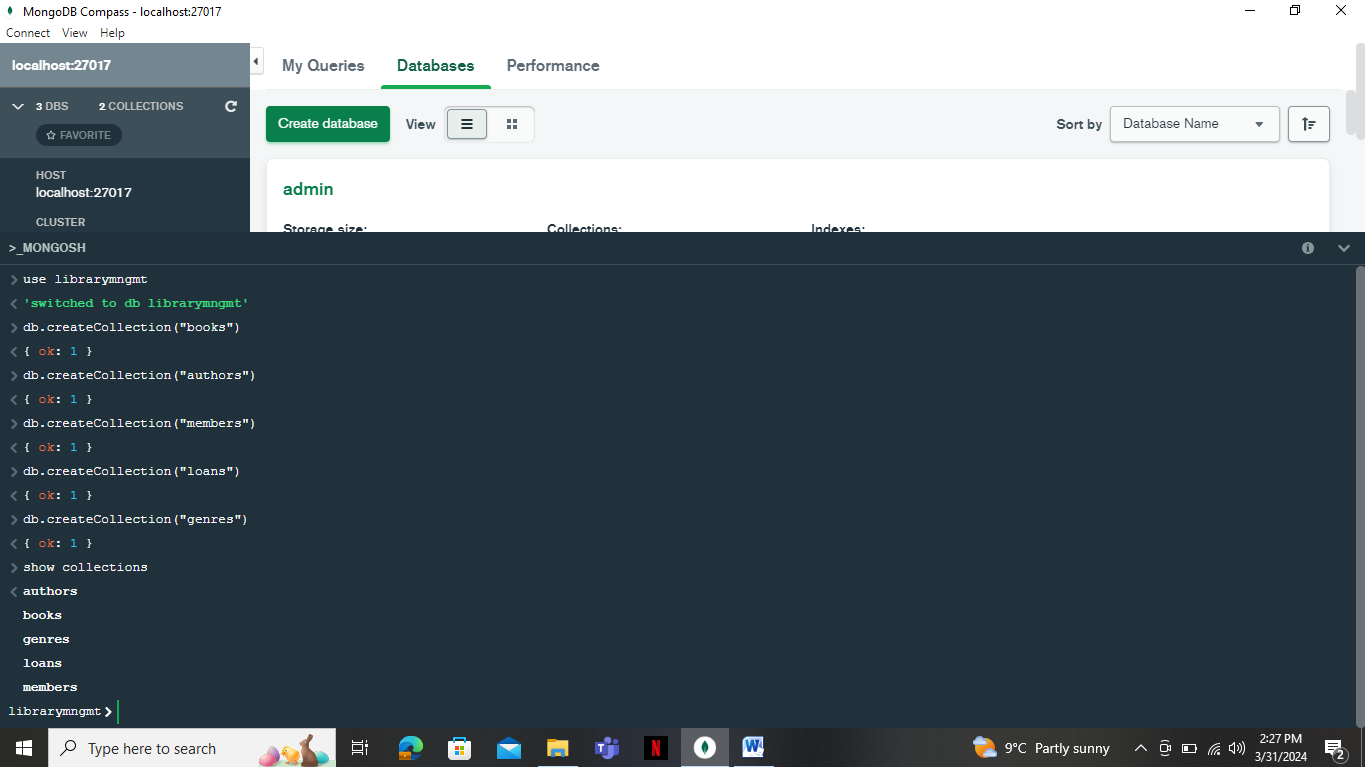 MongoDB Compass - localhost:27017
Connect View Help
localhost:27017
My Queries Databases Performance
3 DBS 2 COLLECTIONS
FAVORITE
Create database View Sort by Database Name
HOST
localhost:27017
CLUSTER
admin
Storage size: Collections: Indexes:
>_MONGOSH
> use librarymngmt
< 'switched to db librarymngmt'
> db.createCollection("books")
< { ok: 1 }
> db.createCollection("authors")
< { ok: 1 }
> db.createCollection("members")
< { ok: 1 }
> db.createCollection("loans")
< { ok: 1 }
> db.createCollection("genres")
< { ok: 1 }
> show collections
< authors
books
genres
loans
members
librarymngmt>
Type here to search
N
W
9°C Partly sunny
2:27 PM
3/31/2024
2